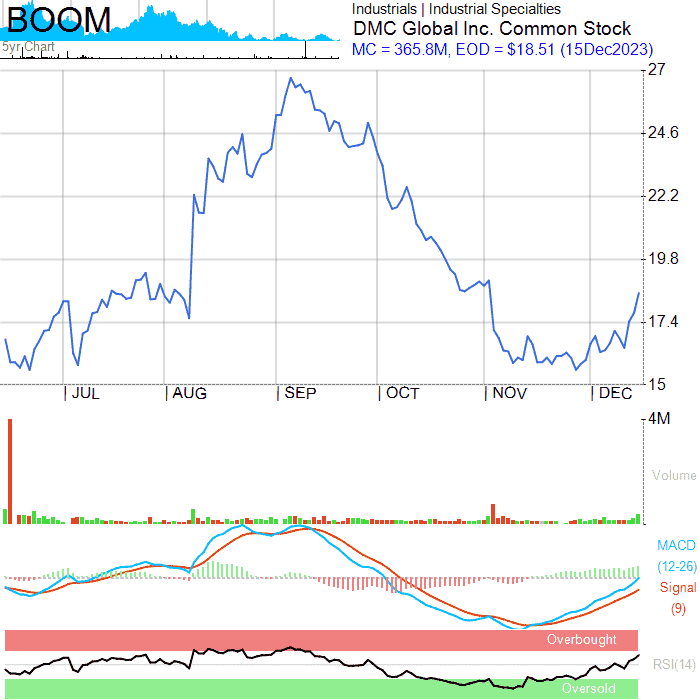 BOOM
5yr Chart
Industrials | Industrial Specialties
DMC Global Inc. Common Stock
MC = 365.8M, EOD = $18.51 (15Dec2023)
27
24.6
22.2
19.8
17.4
15
| JUL | AUG | SEP | OCT | NOV | DEC
4M
Volume
MACD
(12-26)
Signal
(9)
Overbought
RSI(14)
Oversold